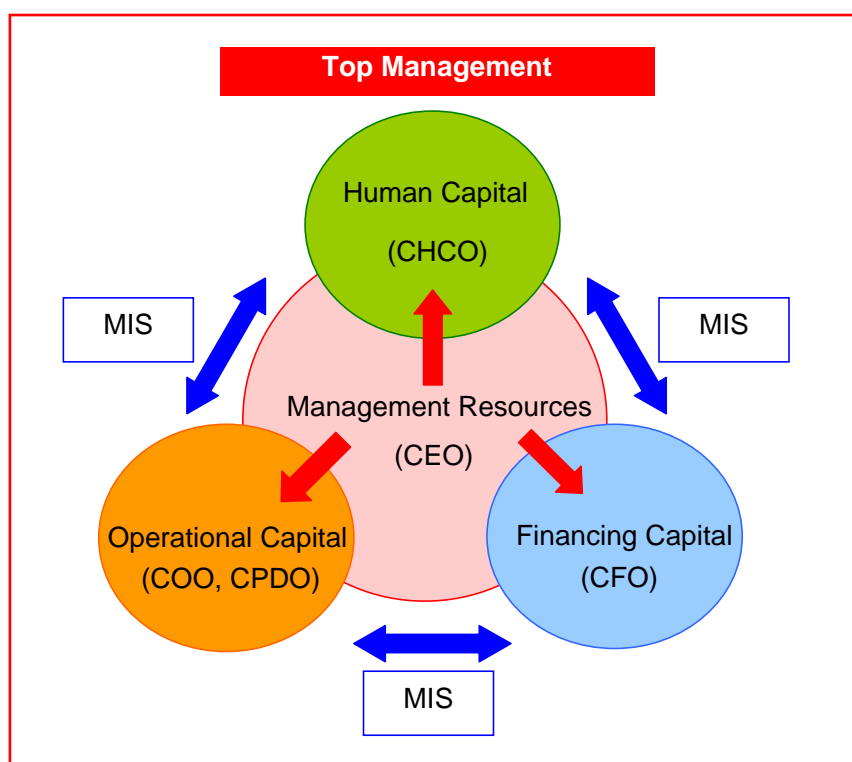 Top Management
Human Capital
(CHCO)
MIS
MIS
Management Resources
(CEO)
Operational Capital
(COO, CPDO)
Financing Capital
(CFO)
MIS